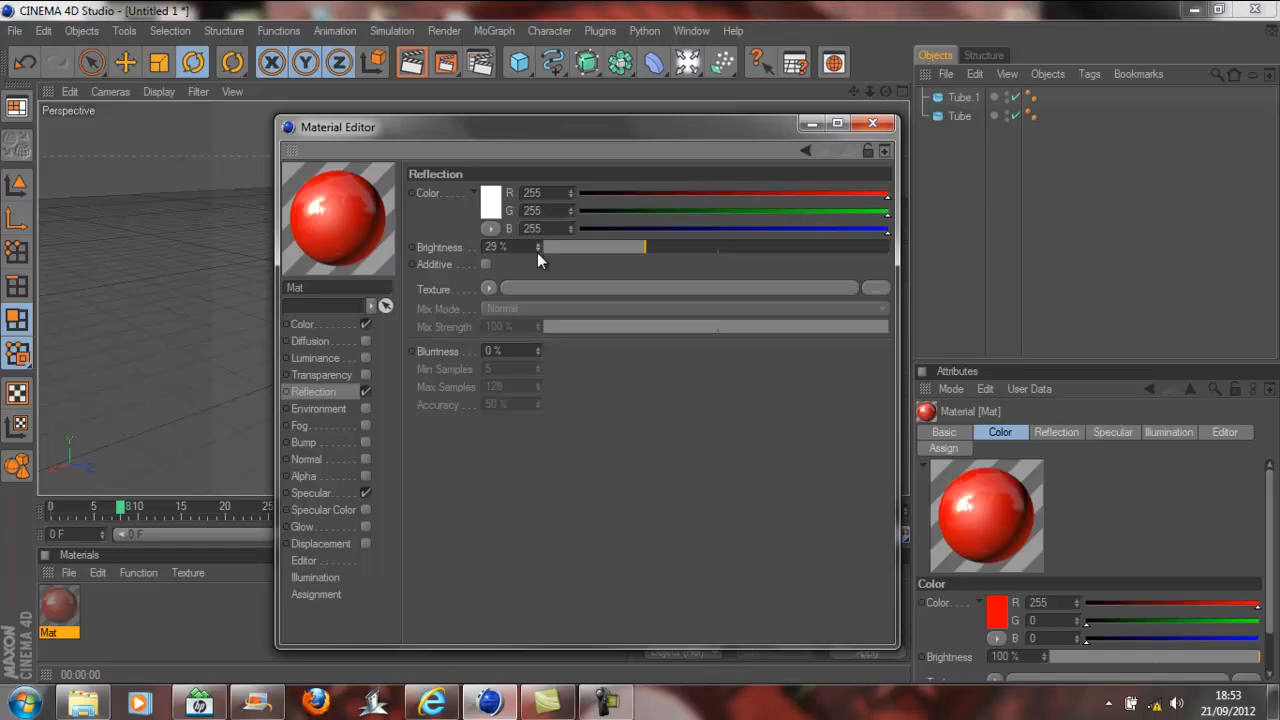 CINEMA 4D Studio - [Untitled 1 *]
File Edit Objects Tools Selection Structure Functions Animation Simulation Render MoGraph Character Plugins Python Window Help
Objects Structure
File Edit View Objects Tags Bookmarks
Edit Cameras Display Filter View
Perspective
Tube.1
Tube
Material Editor
Reflection
Color R 255
G 255
B 255
Brightness 29 %
Additive
Texture ...
Mix Mode Normal
Mix Strength 100 %
Blurriness 0 %
Min Samples 5
Max Samples 128
Accuracy 50 %
Mat
Color
Diffusion
Luminance
Transparency
Reflection
Environment
Fog
Bump
Normal
Alpha
Specular
Specular Color
Glow
Displacement
Editor
Illumination
Assignment
Y
X Z
0 5 8 10 15 20 25
0 F 0 F
Materials
File Edit Function Texture
Mat
MAXON
CINEMA 4D
00:00:00
Apply
Attributes
Mode Edit User Data
Material [Mat]
Basic Color Reflection Specular Illumination Editor
Assign
Color
Color R 255
G 0
B 0
Brightness 100 %
18:53
21/09/2012